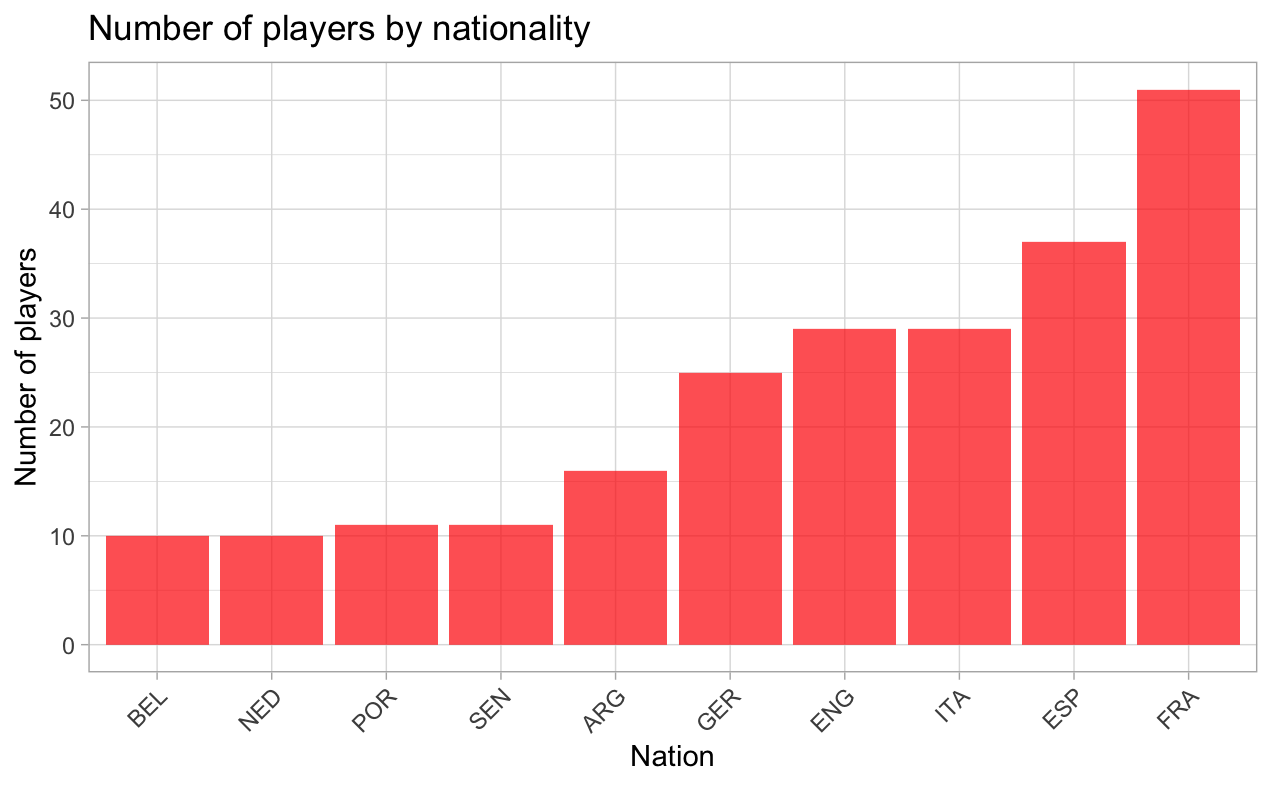 Number of players by nationality
Number of players
50
40
30
20
10
0
BEL NED POR SEN ARG GER ENG ITA ESP FRA
Nation